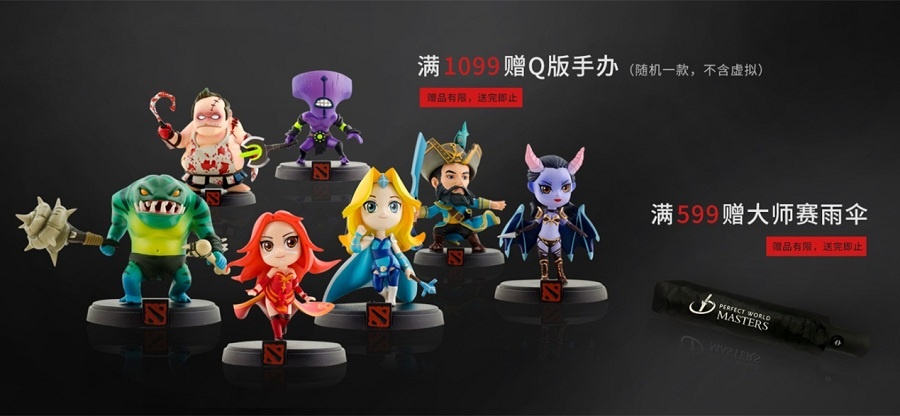 满1099赠Q版手办（随机一款，不含虚拟）
赠品有限，送完即止
满599赠大师赛雨伞
赠品有限，送完即止
PERFECT WORLD
MASTERS